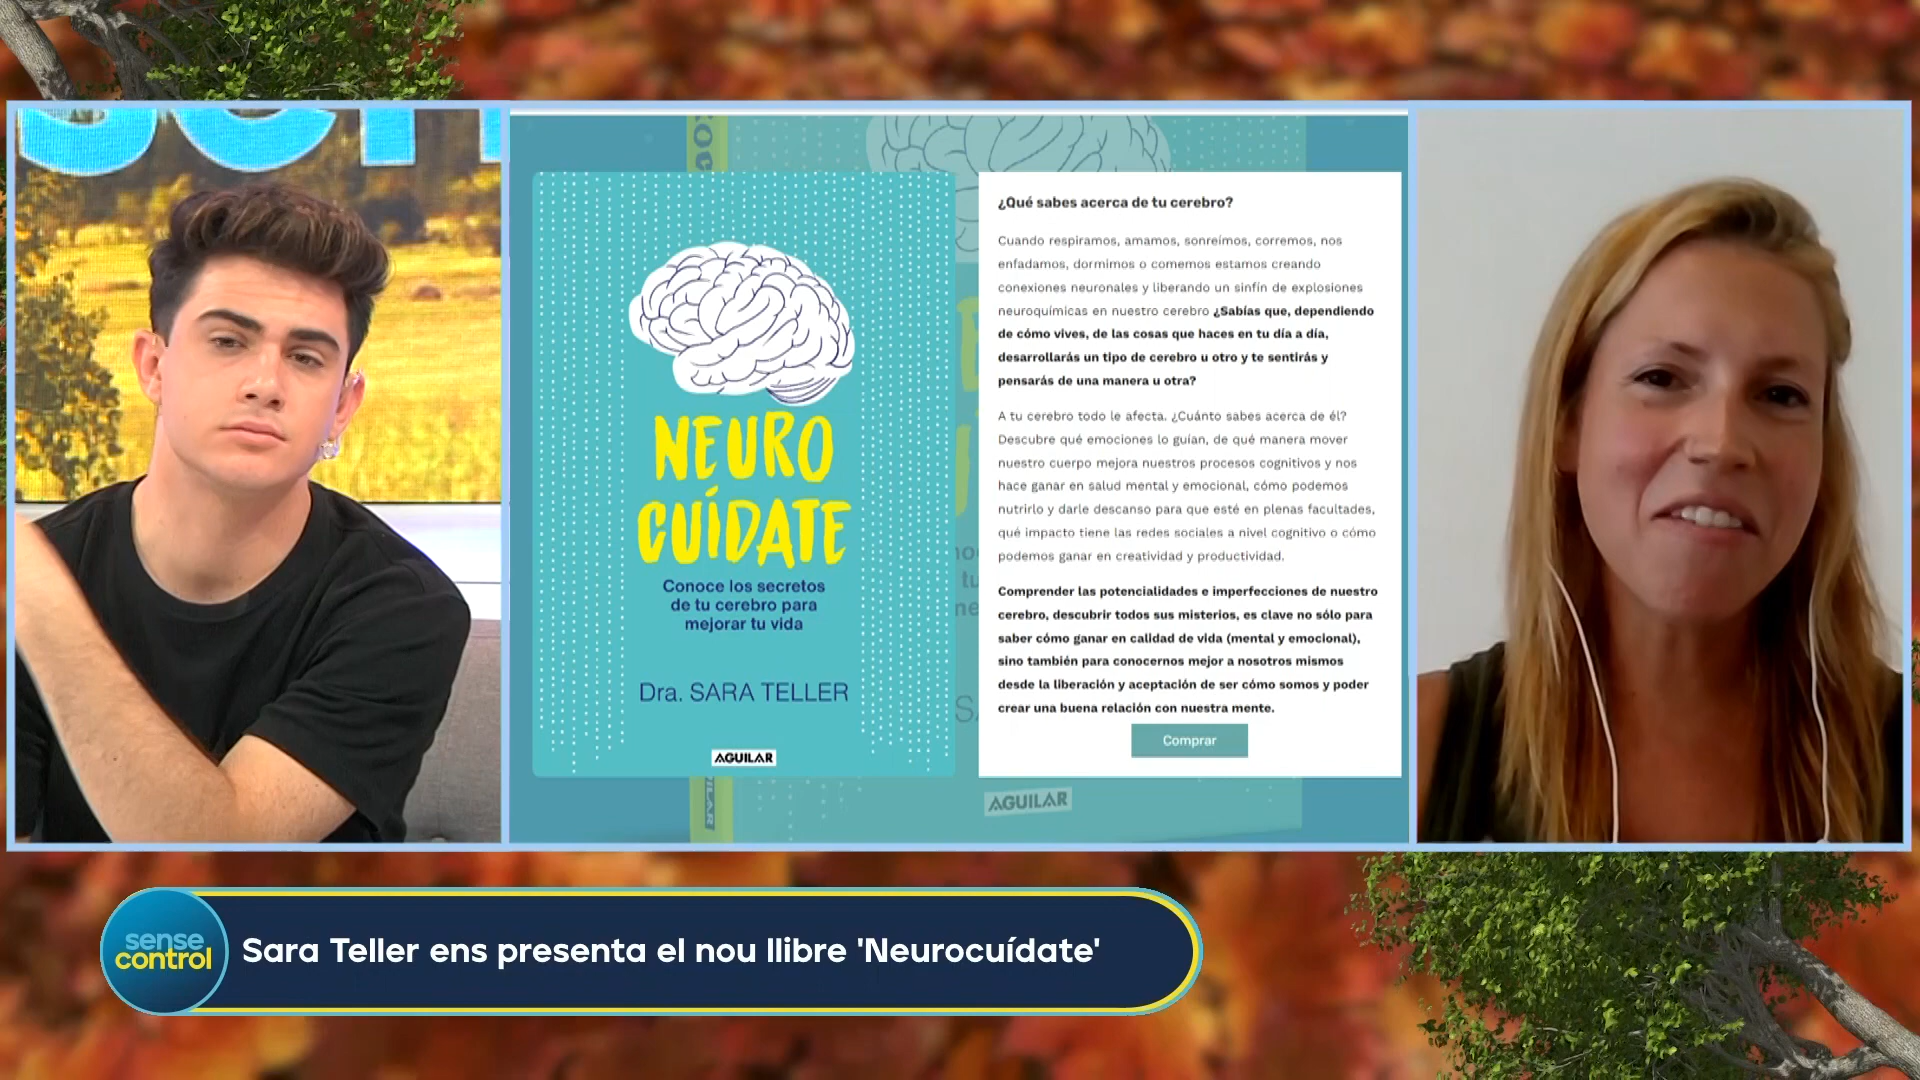 ¿Qué sabes acerca de tu cerebro?
Cuando respiramos, amamos, sonreímos, corremos, nos
enfadamos, dormimos o comemos estamos creando
conexiones neuronales y liberando un sinfín de explosiones
neuroquímicas en nuestro cerebro ¿Sabías que, dependiendo
de cómo vives, de las cosas que haces en tu día a día,
desarrollarás un tipo de cerebro u otro y te sentirás y
pensarás de una manera u otra?
A tu cerebro todo le afecta. ¿Cuánto sabes acerca de él?
Descubre qué emociones lo guían, de qué manera mover
nuestro cuerpo mejora nuestros procesos cognitivos y nos
hace ganar en salud mental y emocional, cómo podemos
nutrirlo y darle descanso para que esté en plenas facultades,
qué impacto tiene las redes sociales a nivel cognitivo o cómo
podemos ganar en creatividad y productividad.
Comprender las potencialidades e imperfecciones de nuestro
cerebro, descubrir todos sus misterios, es clave no sólo para
saber cómo ganar en calidad de vida (mental y emocional),
sino también para conocernos mejor a nosotros mismos
desde la liberación y aceptación de ser cómo somos y poder
crear una buena relación con nuestra mente.
Comprar
NEURO
CUÍDATE
Conoce los secretos
de tu cerebro para
mejorar tu vida
Dra. SARA TELLER
AGUILAR
AGUILAR
sense
control
Sara Teller ens presenta el nou llibre 'Neurocuídate'